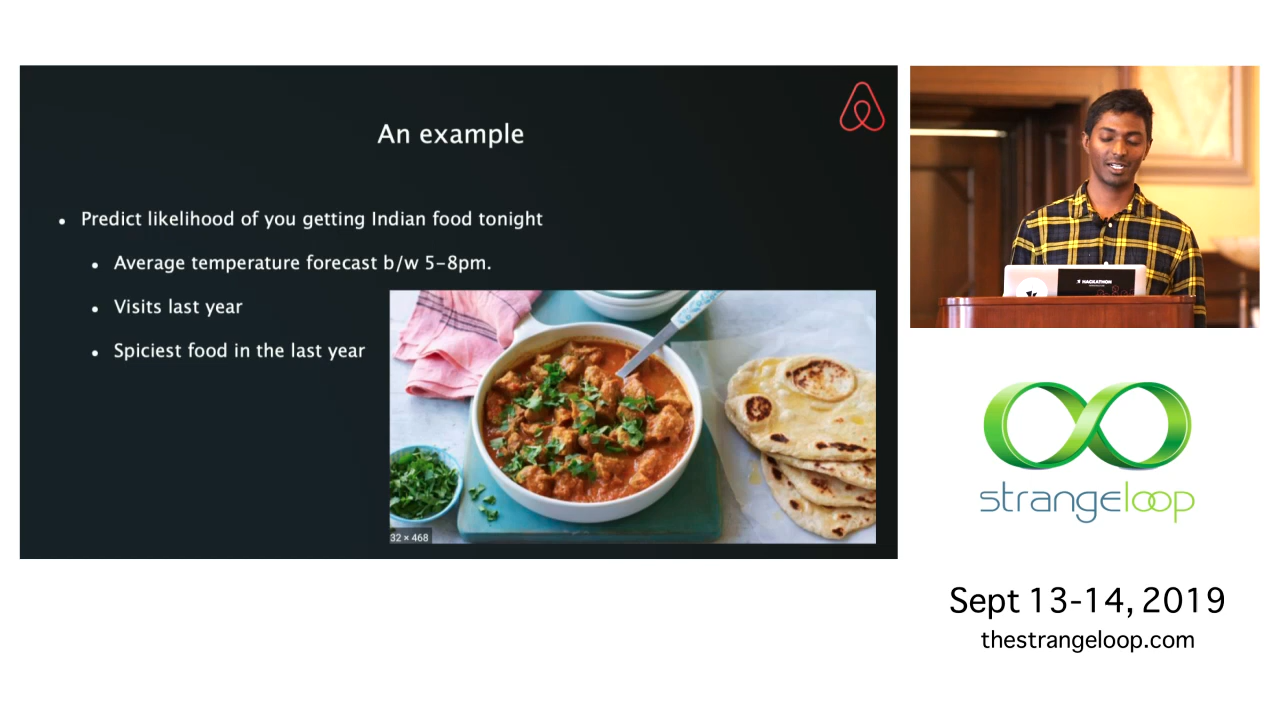 An example
• Predict likelihood of you getting Indian food tonight
• Average temperature forecast b/w 5–8pm.
• Visits last year
• Spiciest food in the last year
32 × 468
HACKATHON
strangeloop
Sept 13-14, 2019
thestrangeloop.com